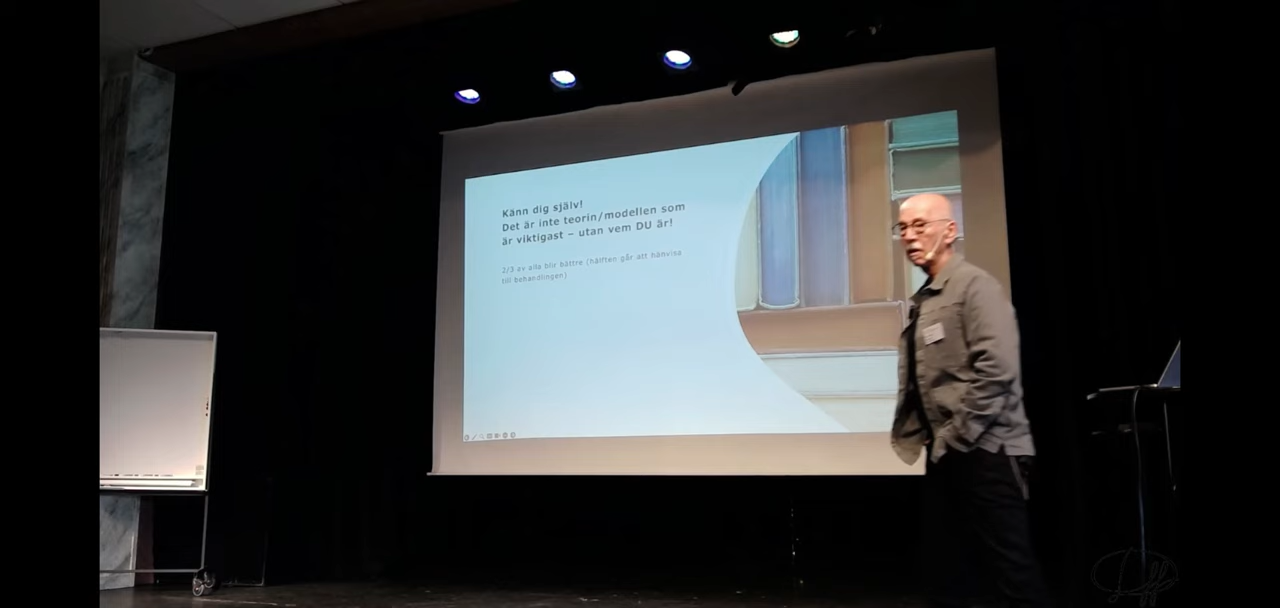 Känn dig själv!
Det är inte teorin/modellen som
är viktigast – utan vem DU är!
2/3 av alla blir bättre (hälften går att hänvisa
till behandlingen)